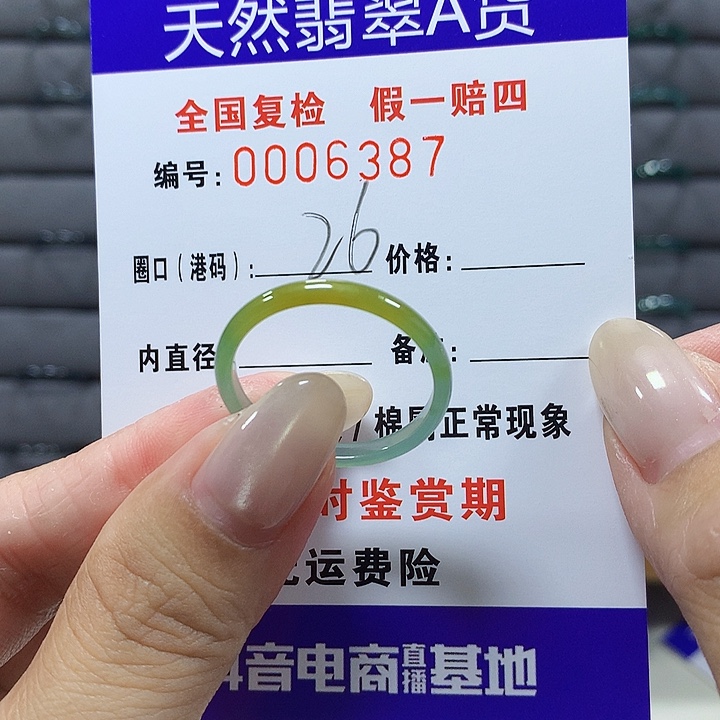 天然翡翠A货
全国复检 假一赔四
编号: 0006387
圈口(港码): 26 价格:
内直径 备 :
棉属正常现象
时鉴赏期
运费险
音电商直播基地